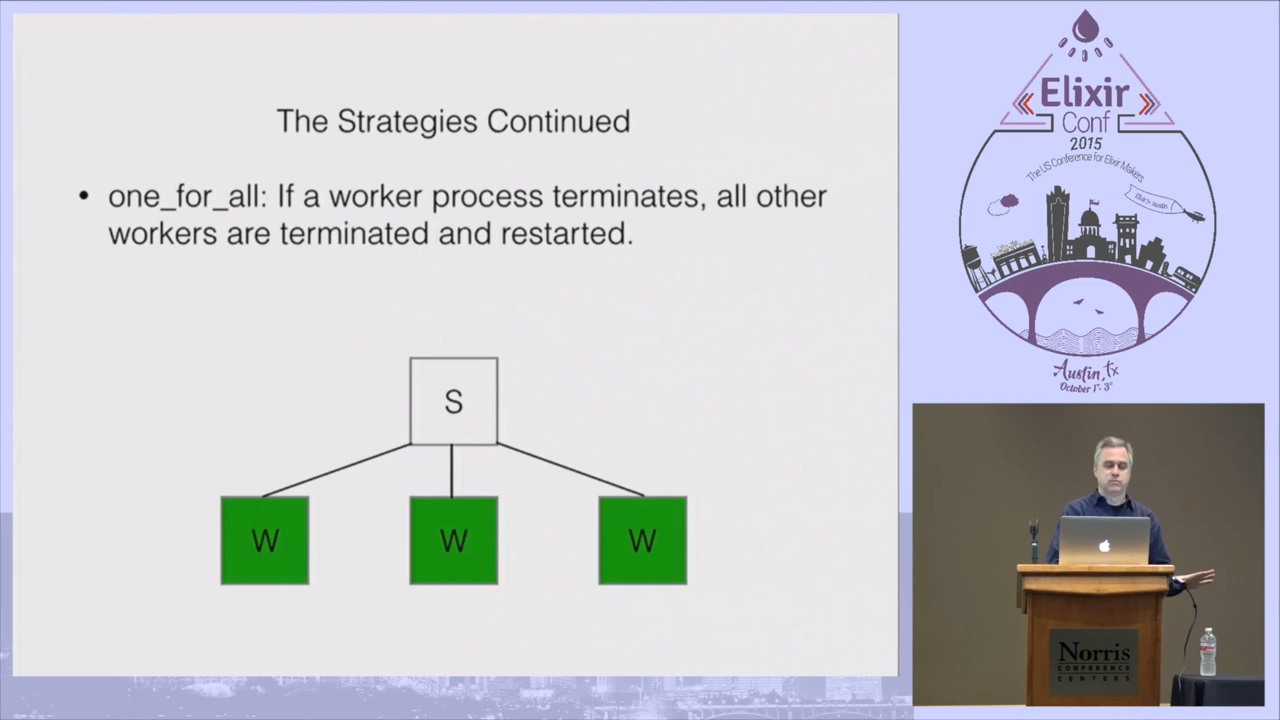 The Strategies Continued
• one_for_all: If a worker process terminates, all other
workers are terminated and restarted.
S
W W W
Elixir
Conf
2015
The US Conference for Elixir Makers
Austin, Tx
October 1st - 3rd
Norris
CONFERENCE
CENTERS